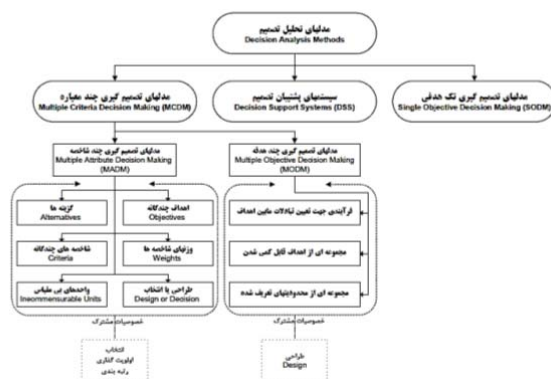 مدلهای تحلیل تصمیم
Decision Analysis Methods
مدلهای تصمیم گیری چند معیاره
Multiple Criteria Decision Making (MCDM)
سیستمهای پشتیبان تصمیم
Decision Support Systems (DSS)
مدلهای تصمیم گیری تک هدفی
Single Objective Decision Making (SODM)
مدلهای تصمیم گیری چند شاخصه
Multiple Attribute Decision Making
(MADM)
مدلهای تصمیم گیری چند هدفه
Multiple Objective Decision Making
(MODM)
گزینه ها
Alternatives
اهداف چندگانه
Objectives
شاخصه های چندگانه
Criteria
وزنهای شاخصه ها
Weights
واحدهای بی مقیاس
Incommensurable Units
طراحی یا انتخاب
Design or Decision
فرآیندی جهت تعیین تبادلات مابین اهداف
مجموعه ای از اهداف قابل کمی شدن
مجموعه ای از محدودیتهای تعریف شده
خصوصیات مشترک
خصوصیات مشترک
انتخاب
اولویت گذاری
رتبه بندی
طراحی
Design